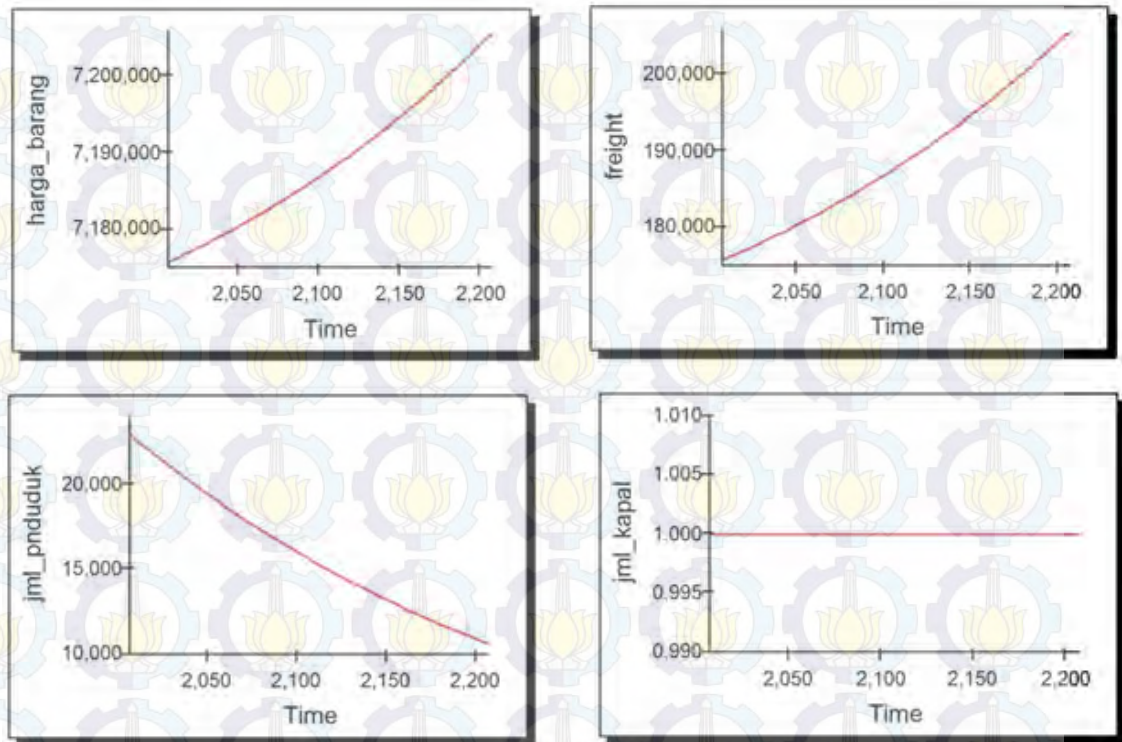 harga_barang
7,200,000
7,190,000
7,180,000
2,050 2,100 2,150 2,200
Time
freight
200,000
190,000
180,000
2,050 2,100 2,150 2,200
Time
jml_pnduduk
20,000
15,000
10,000
2,050 2,100 2,150 2,200
Time
jml_kapal
1.010
1.005
1.000
0.995
0.990
2,050 2,100 2,150 2,200
Time